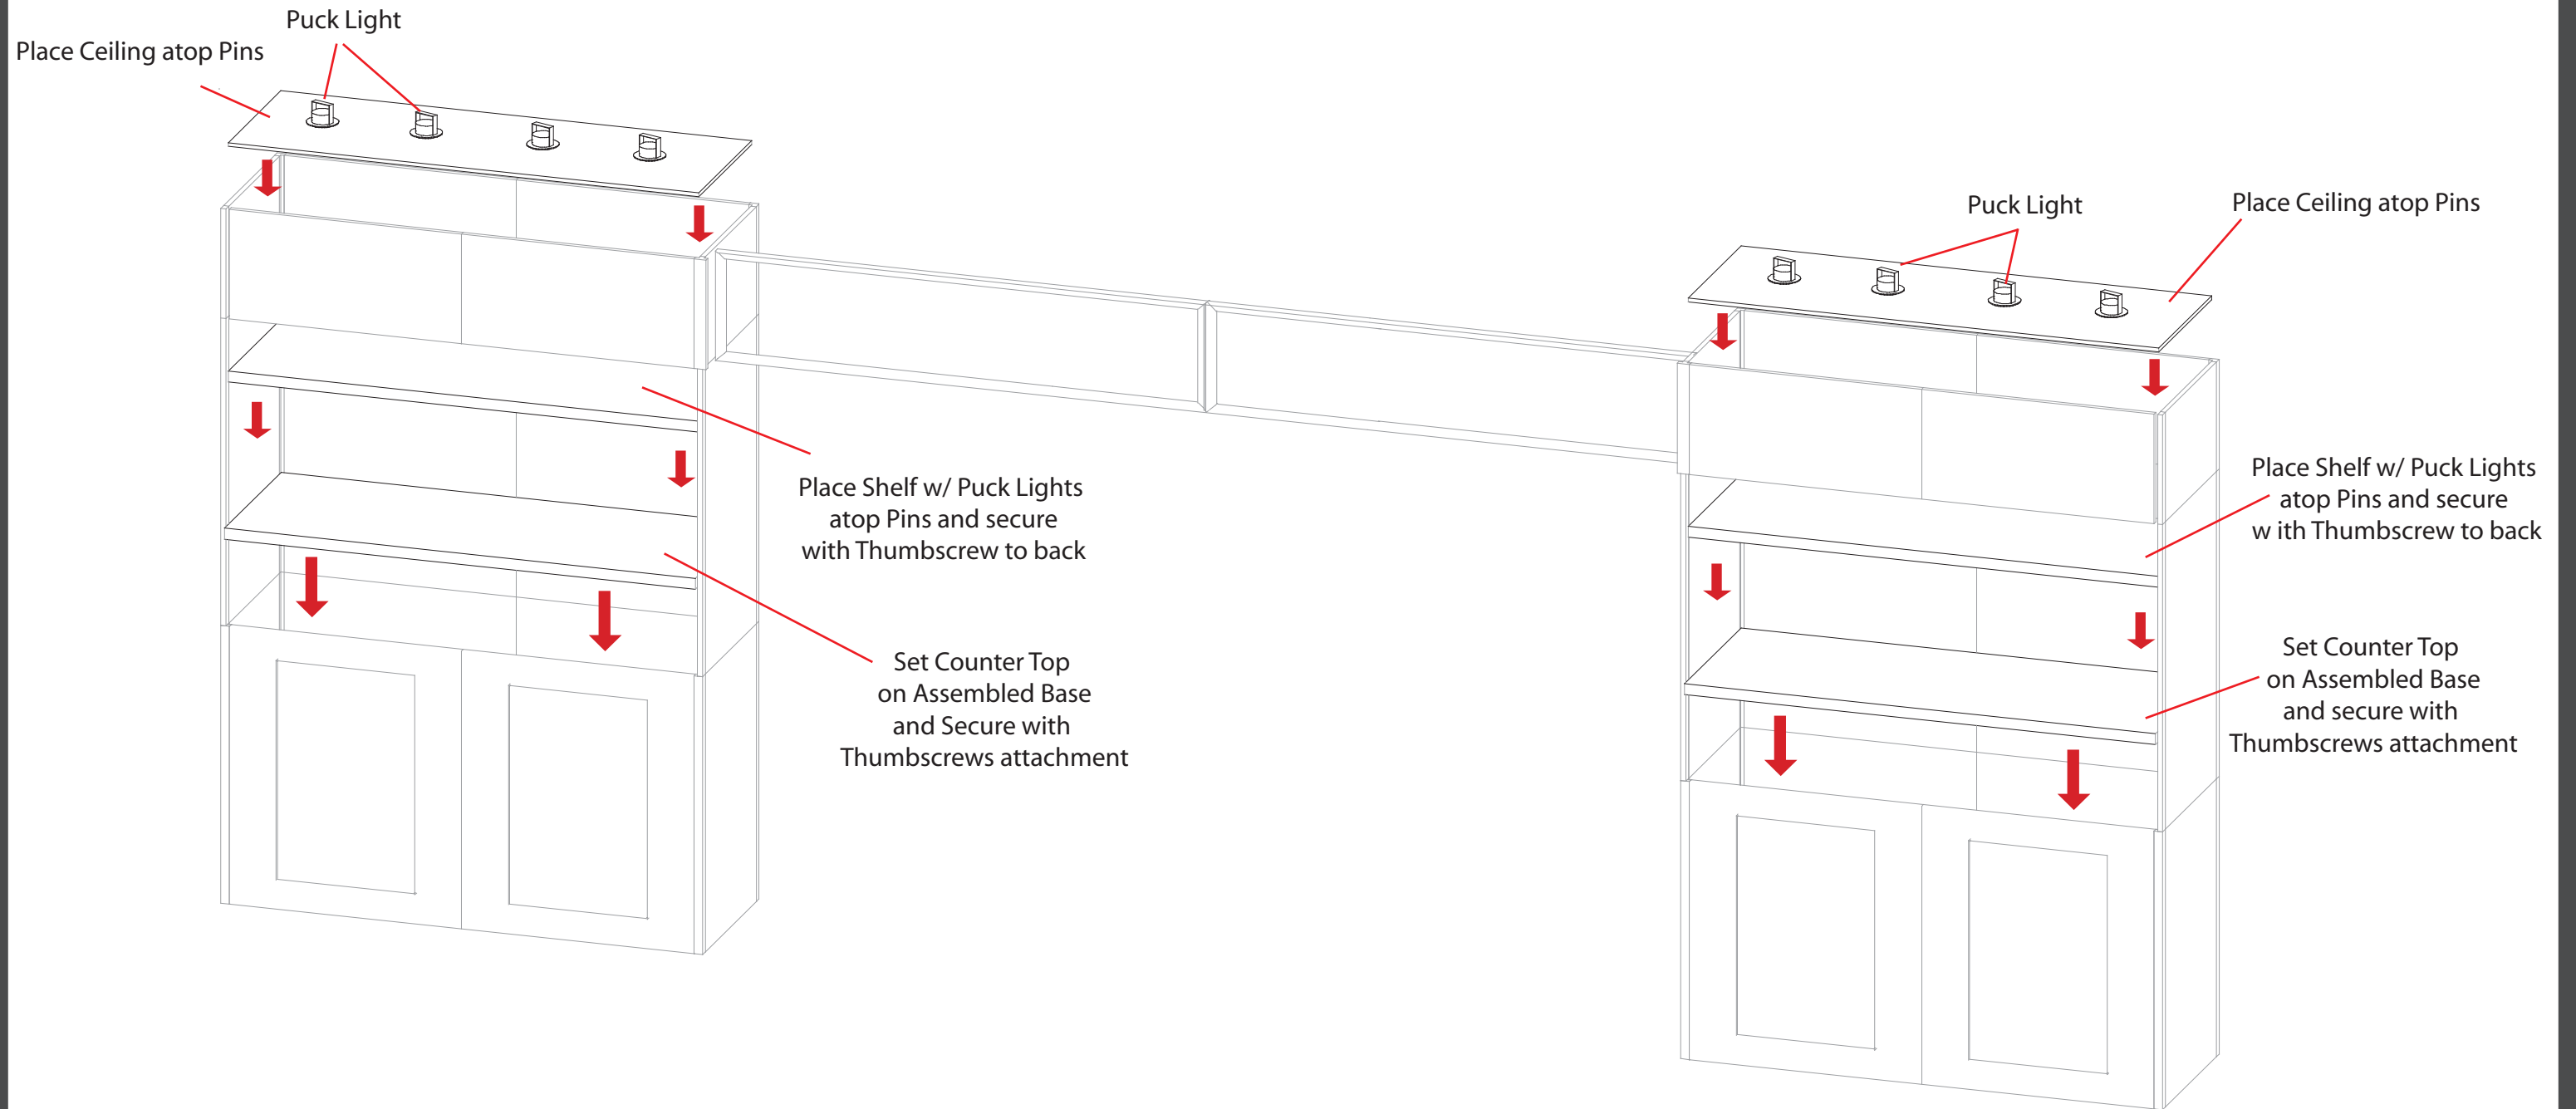 Puck Light
Place Ceiling atop Pins
Place Shelf w/ Puck Lights
atop Pins and secure
with Thumbscrew to back
Set Counter Top
on Assembled Base
and Secure with
Thumbscrews attachment
Puck Light
Place Ceiling atop Pins
Place Shelf w/ Puck Lights
atop Pins and secure
w ith Thumbscrew to back
Set Counter Top
on Assembled Base
and secure with
Thumbscrews attachment